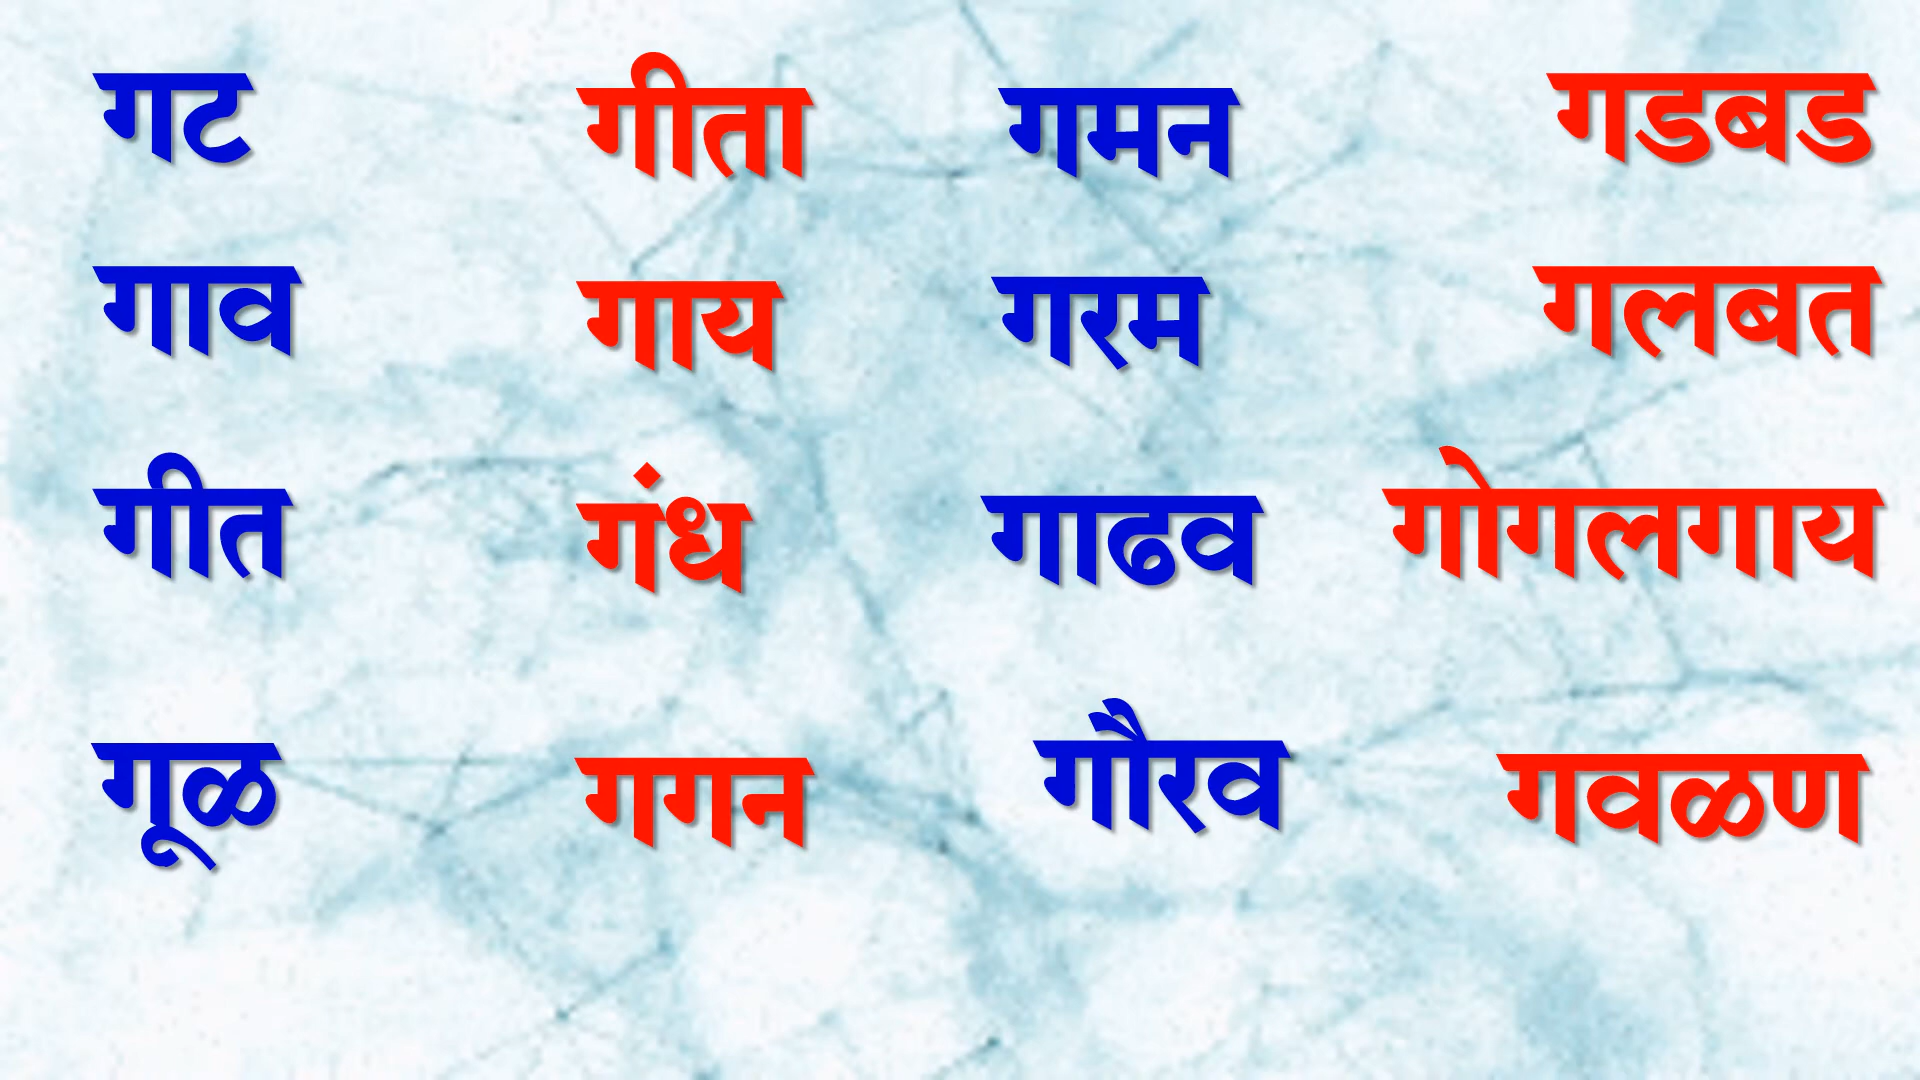 गट गीता गमन गडबड
गाव गाय गरम गलबत
गीत गंध गाढव गोगलगाय
गूळ गगन गौरव गवळण